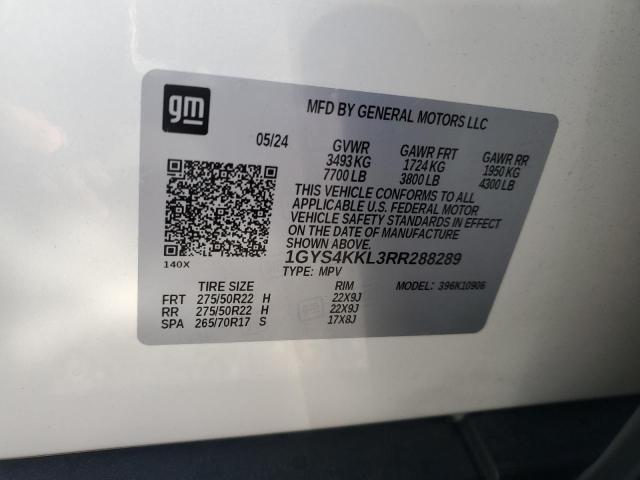 gm
MFD BY GENERAL MOTORS LLC
05/24 GVWR GAWR FRT GAWR RR
3493 KG 1724 KG 1950 KG
7700 LB 3800 LB 4300 LB
THIS VEHICLE CONFORMS TO ALL
APPLICABLE U.S. FEDERAL MOTOR
VEHICLE SAFETY STANDARDS IN EFFECT
ON THE DATE OF MANUFACTURE
SHOWN ABOVE.
140X 1GYS4KKL3RR288289
TYPE: MPV MODEL: 396K10906
TIRE SIZE RIM
FRT 275/50R22 H 22X9J
RR 275/50R22 H 22X9J
SPA 265/70R17 S 17X8J